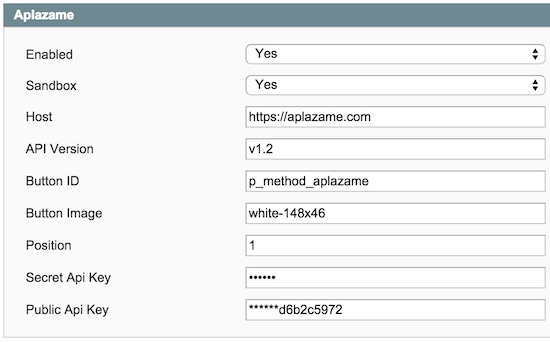 Aplazame
Enabled Yes
Sandbox Yes
Host https://aplazame.com
API Version v1.2
Button ID p_method_aplazame
Button Image white-148x46
Position 1
Secret Api Key ••••••
Public Api Key ******d6b2c5972